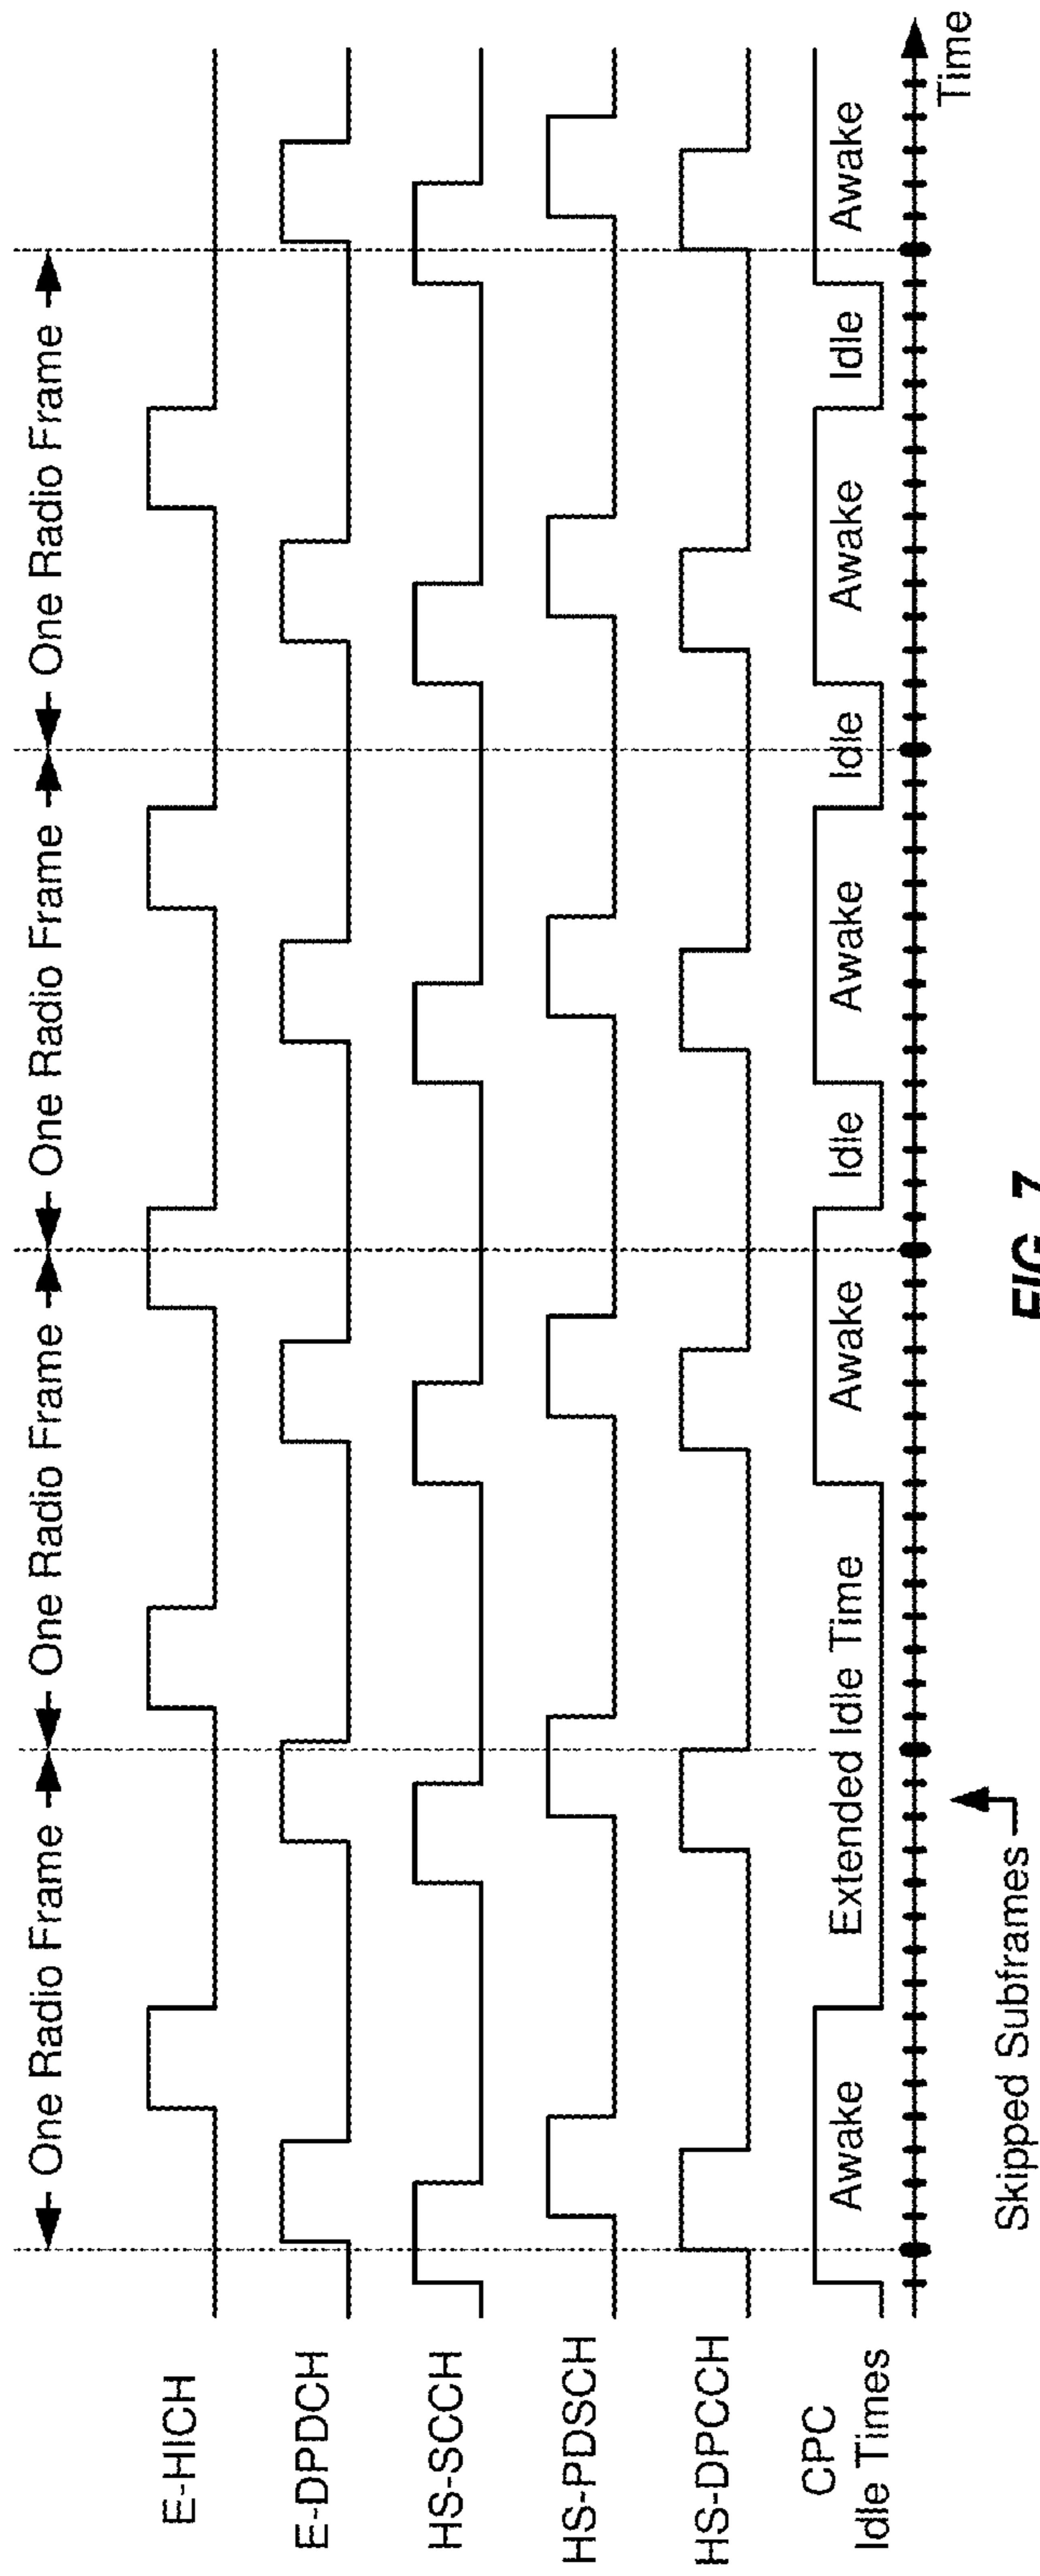 One Radio Frame
One Radio Frame
One Radio Frame
One Radio Frame
E-HICH
E-DPDCH
HS-SCCH
HS-PDSCH
HS-DPCCH
CPC
Idle Times
Awake
Extended Idle Time
Awake
Idle
Awake
Idle
Awake
Idle
Awake
Time
Skipped Subframes
FIG. 7